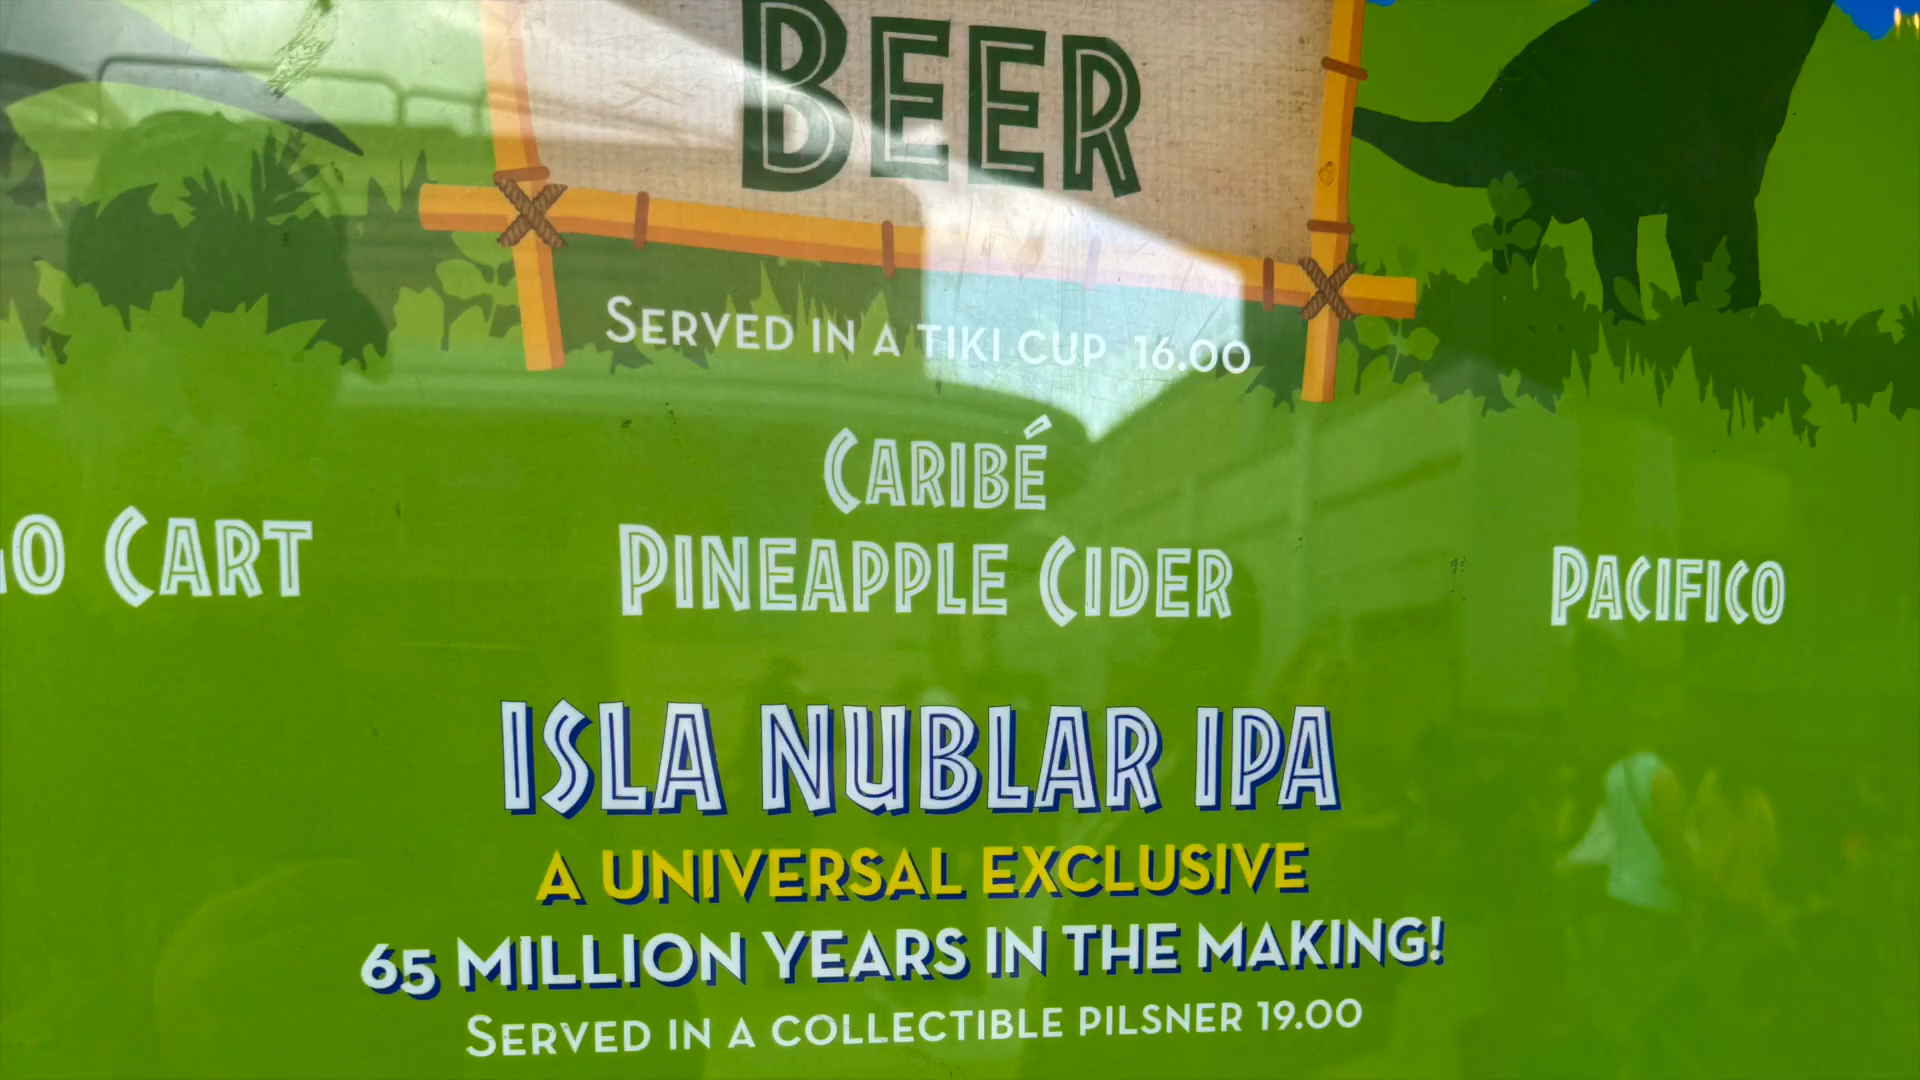 BEER
SERVED IN A TIKI CUP 16.00
CARIBÉ
PINEAPPLE CIDER
CART
PACIFICO
ISLA NUBLAR IPA
A UNIVERSAL EXCLUSIVE
65 MILLION YEARS IN THE MAKING!
SERVED IN A COLLECTIBLE PILSNER 19.00